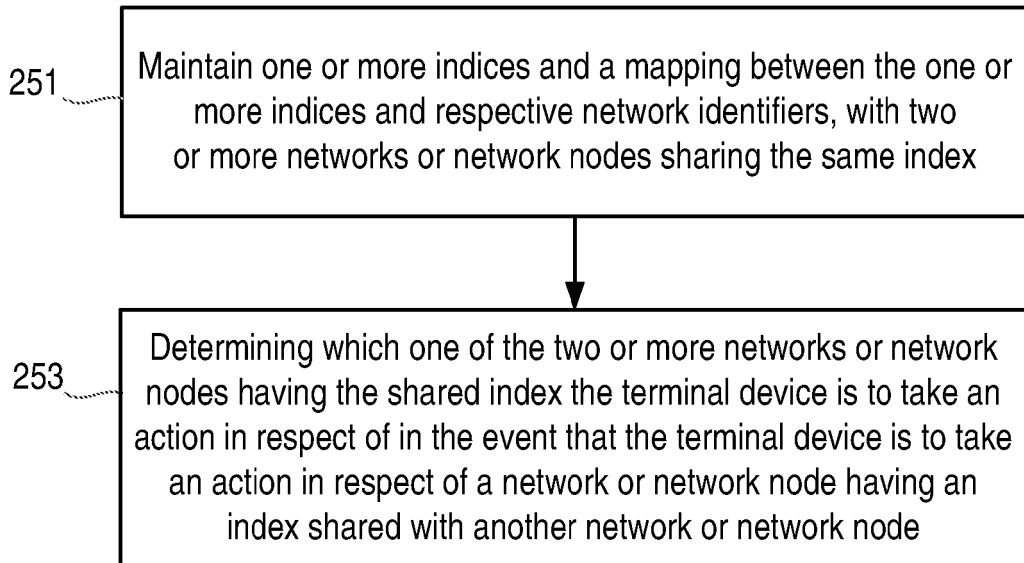 251
Maintain one or more indices and a mapping between the one or
more indices and respective network identifiers, with two
or more networks or network nodes sharing the same index
253
Determining which one of the two or more networks or network
nodes having the shared index the terminal device is to take an
action in respect of in the event that the terminal device is to take
an action in respect of a network or network node having an
index shared with another network or network node